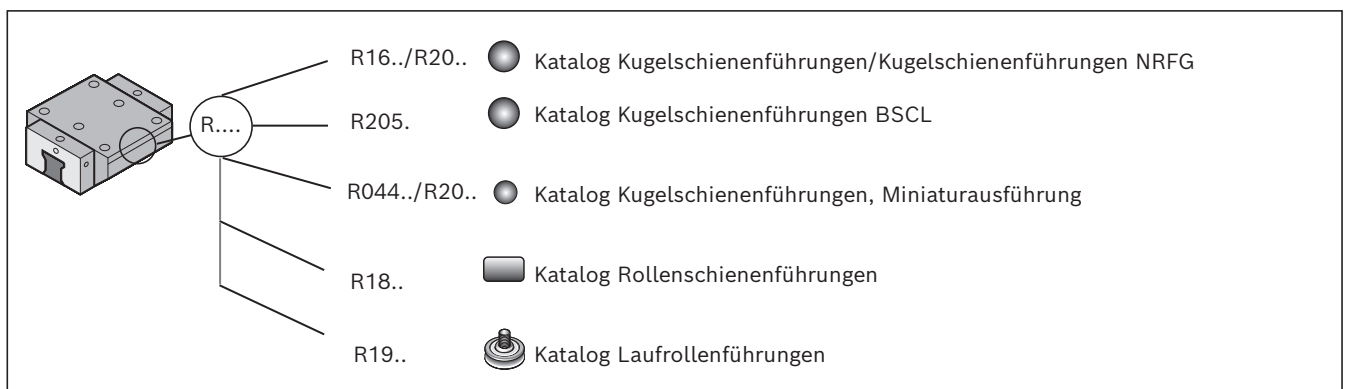 R16../R20.. Katalog Kugelschienenführungen/Kugelschienenführungen NRFG
R....
R205. Katalog Kugelschienenführungen BSCL
R044../R20.. Katalog Kugelschienenführungen, Miniaturausführung
R18.. Katalog Rollenschienenführungen
R19.. Katalog Laufrollenführungen